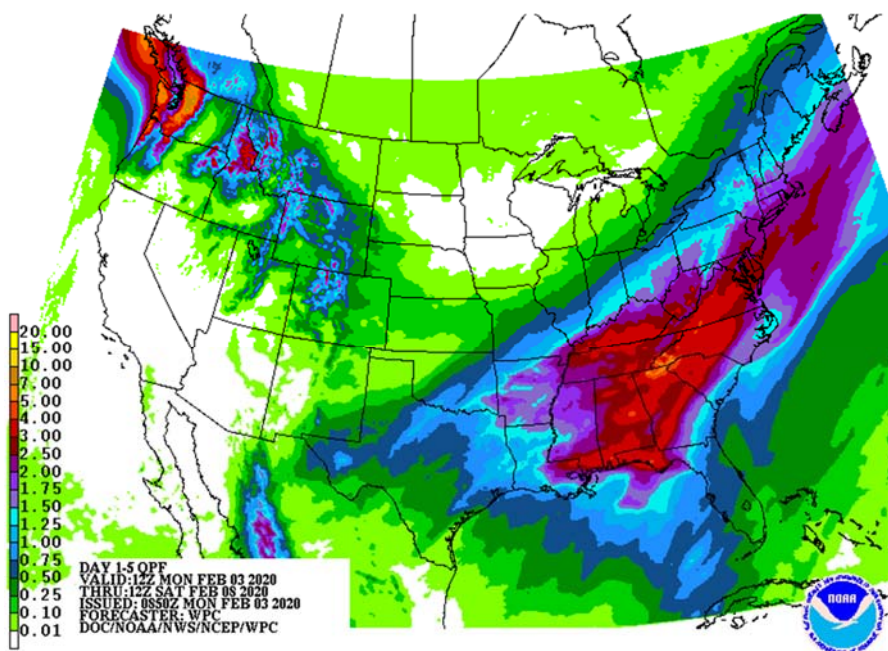 20.00
15.00
10.00
7.00
5.00
4.00
3.00
2.50
2.00
1.75
1.50
1.25
1.00
0.75
0.50
0.25
0.10
0.01
DAY 1-5 QPF
VALID:12Z MON FEB 03 2020
THRU:12Z SAT FEB 08 2020
ISSUED: 0850Z MON FEB 03 2020
FORECASTER: WPC
DOC/NOAA/NWS/NCEP/WPC
NOAA